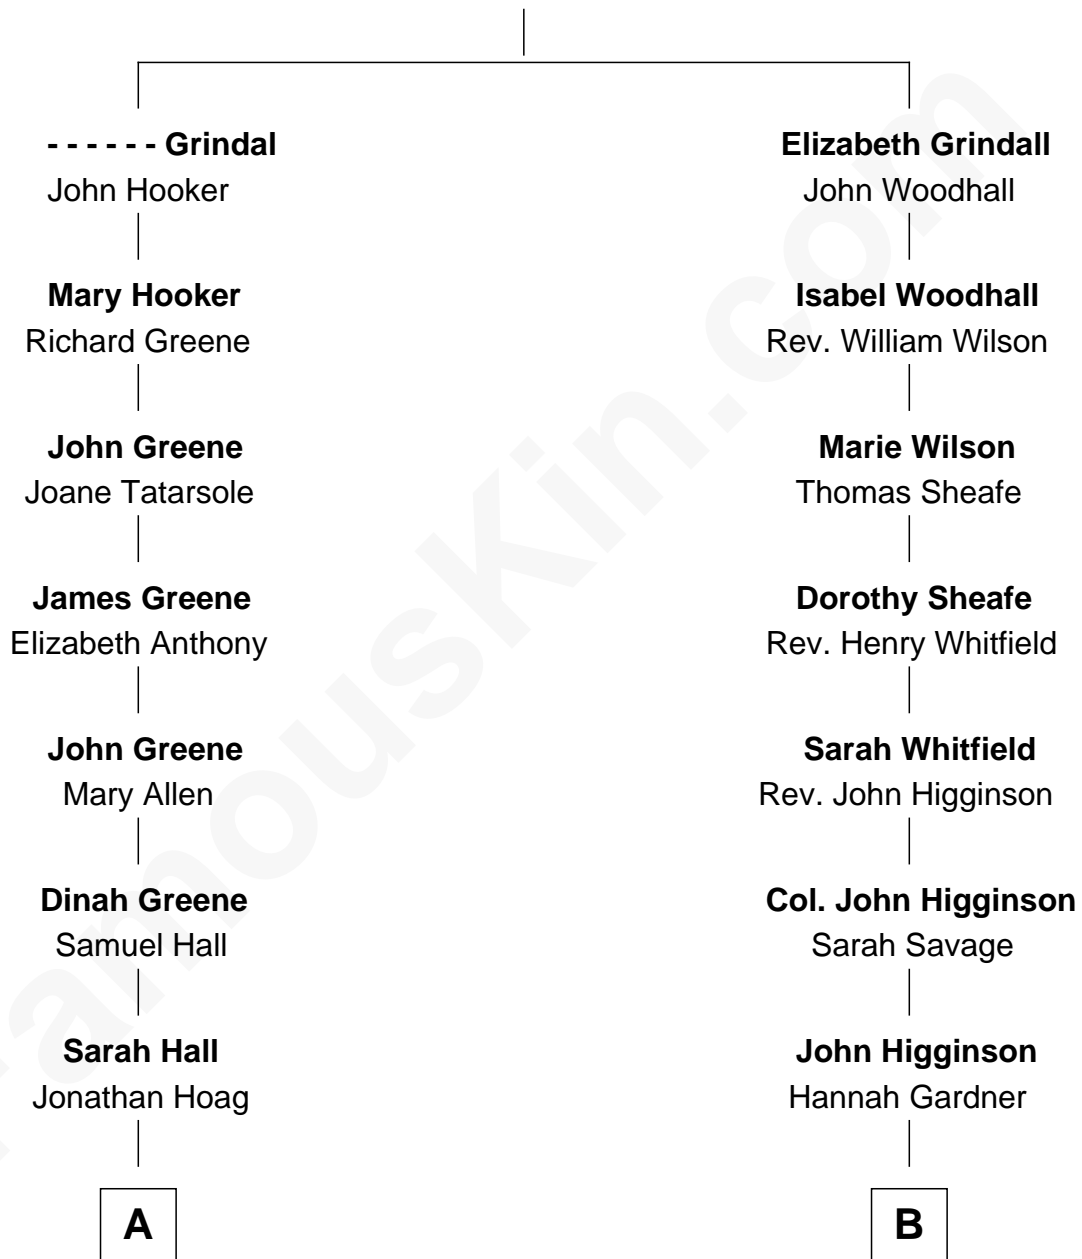 - - - - - - Grindal
John Hooker
Mary Hooker
Richard Greene
John Greene
Joane Tatarsole
James Greene
Elizabeth Anthony
John Greene
Mary Allen
Dinah Greene
Samuel Hall
Sarah Hall
Jonathan Hoag
A
Elizabeth Grindall
John Woodhall
Isabel Woodhall
Rev. William Wilson
Marie Wilson
Thomas Sheafe
Dorothy Sheafe
Rev. Henry Whitfield
Sarah Whitfield
Rev. John Higginson
Col. John Higginson
Sarah Savage
John Higginson
Hannah Gardner
B
FamousKin.com